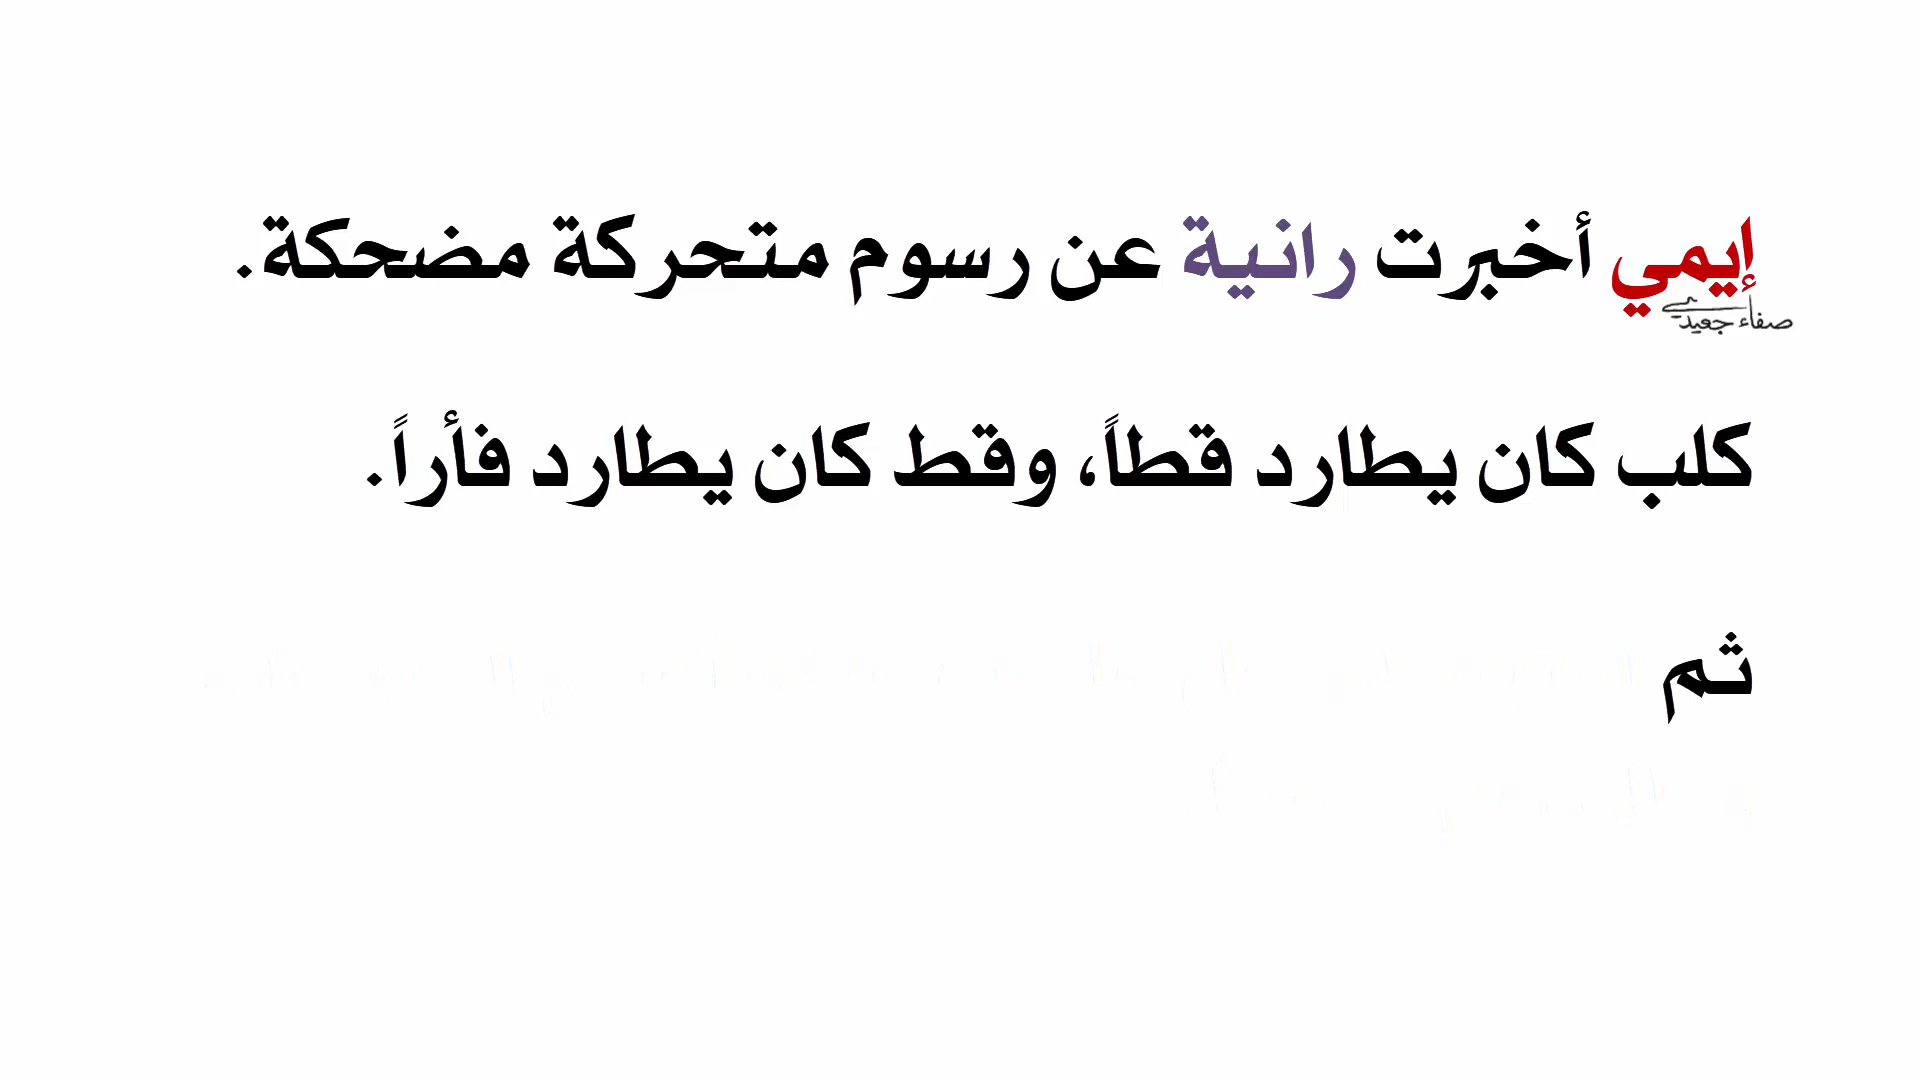 إيمي أخبرت رانية عن رسوم متحركة مضحكة.
صفاء جعيدي
كلب كان يطارد قطاً، وقط كان يطارد فأراً.
ثم